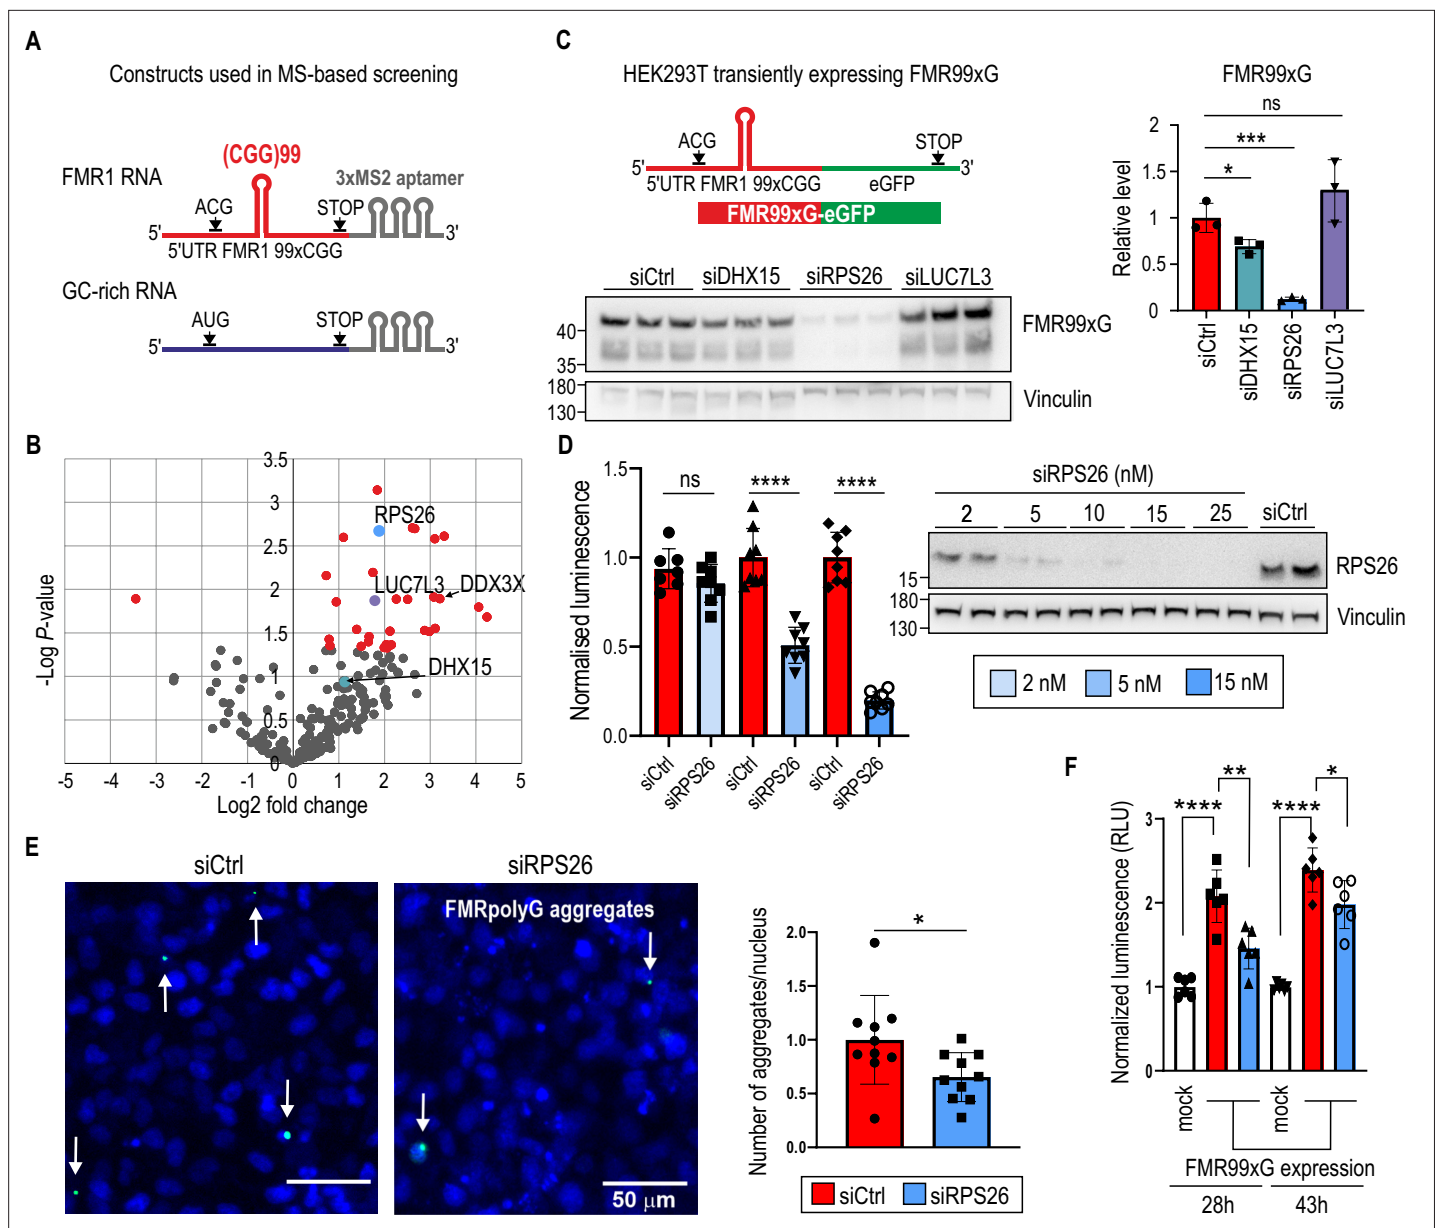 A
Constructs used in MS-based screening
(CGG)99
FMR1 RNA
3xMS2 aptamer
ACG
STOP
5'
3'
5'UTR FMR1 99xCGG
GC-rich RNA
AUG
STOP
5'
3'
C
HEK293T transiently expressing FMR99xG
ACG
STOP
5'
3'
5'UTR FMR1 99xCGG
eGFP
FMR99xG-eGFP
siCtrl
siDHX15
siRPS26
siLUC7L3
40
35
FMR99xG
180
130
Vinculin
FMR99xG
ns
***
*
Relative level
2
1.5
1
0.5
0
siCtrl
siDHX15
siRPS26
siLUC7L3
B
-Log P-value
3.5
3
2.5
2
1.5
1
0.5
0
RPS26
LUC7L3
DDX3X
DHX15
-5 -4 -3 -2 -1 0 1 2 3 4 5
Log2 fold change
D
Normalised luminescence
1.5
1.0
0.5
0.0
ns
****
****
siCtrl
siRPS26
siCtrl
siRPS26
siCtrl
siRPS26
siRPS26 (nM)
2 5 10 15 25 siCtrl
15
RPS26
180
130
Vinculin
2 nM 5 nM 15 nM
E
siCtrl
siRPS26
FMRpolyG aggregates
50 μm
Number of aggregates/nucleus
2.0
1.5
1.0
0.5
0.0
*
siCtrl siRPS26
F
Normalized luminescence (RLU)
3
2
1
0
****
**
****
*
mock
mock
FMR99xG expression
28h
43h